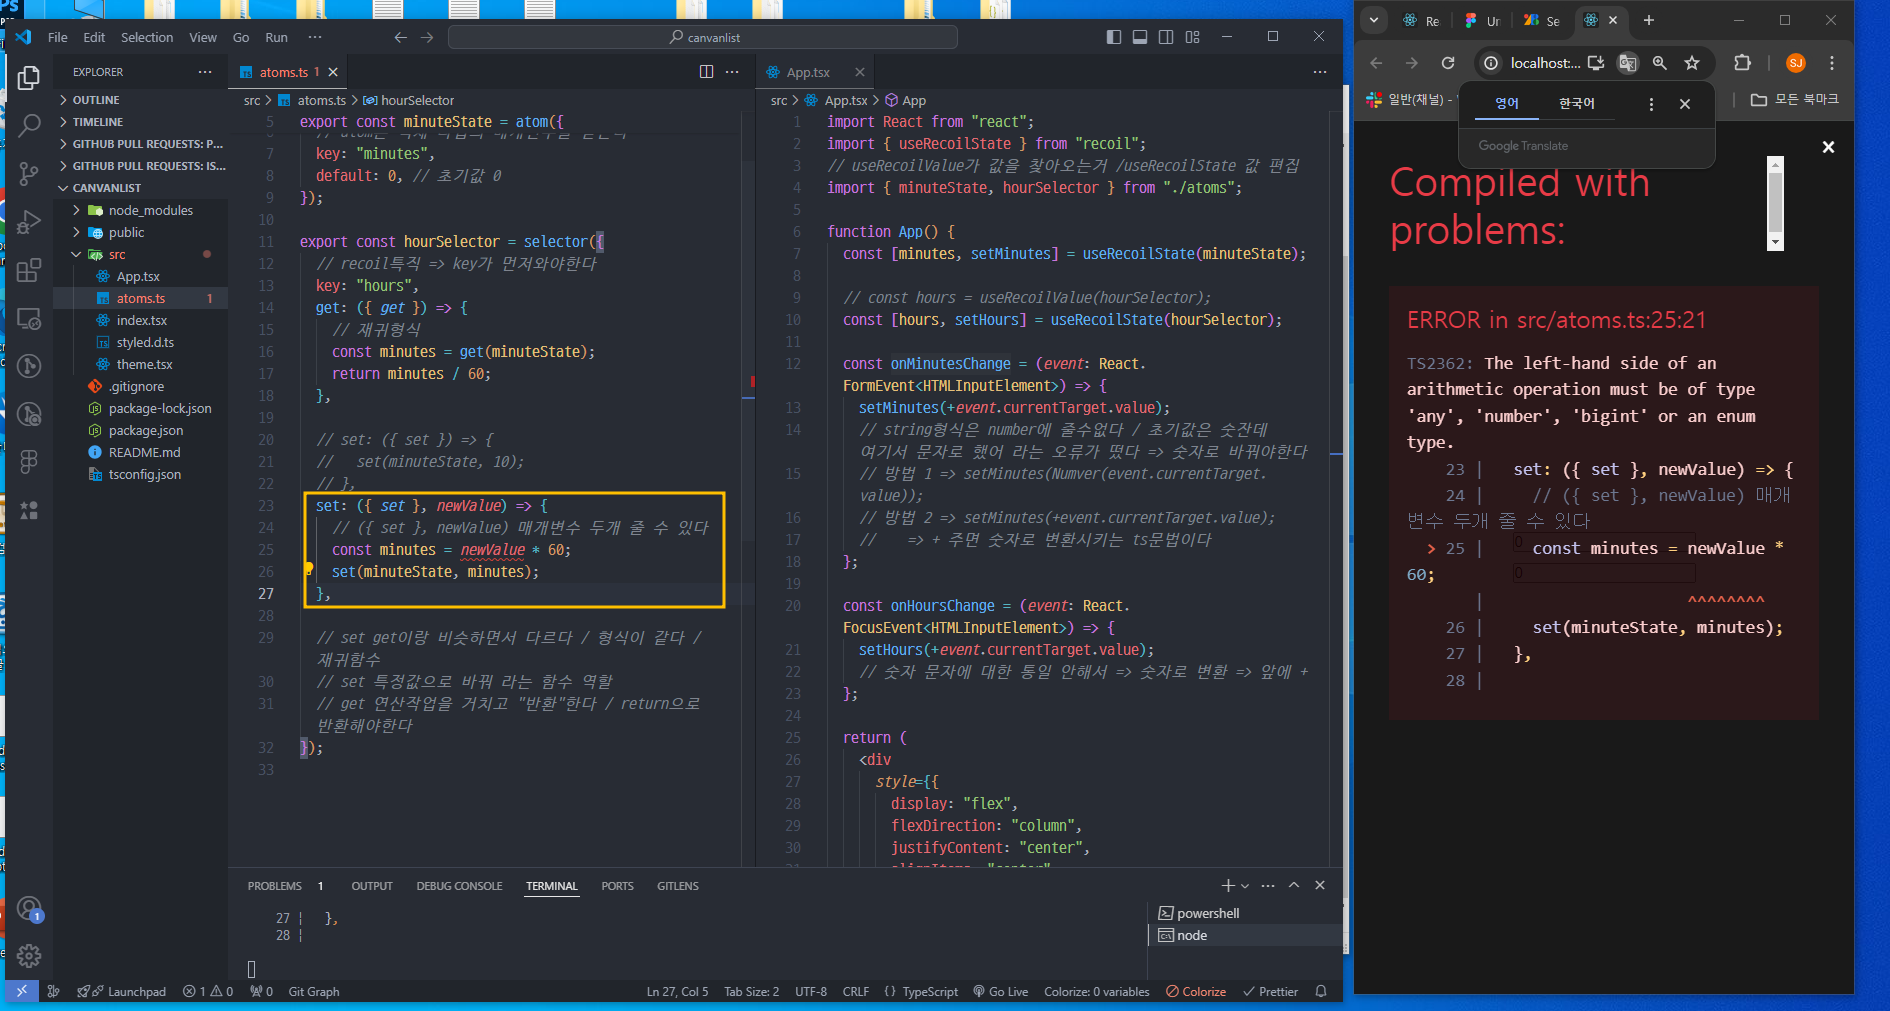 File Edit Selection View Go Run ··· canvanlist
EXPLORER ···
OUTLINE
TIMELINE
GITHUB PULL REQUESTS: P...
GITHUB PULL REQUESTS: IS...
CANVANLIST
node_modules
public
src
App.tsx
atoms.ts 1
index.tsx
styled.d.ts
theme.tsx
.gitignore
package-lock.json
package.json
README.md
tsconfig.json
atoms.ts 1
src > atoms.ts > hourSelector
5 export const minuteState = atom({
7 key: "minutes",
8 default: 0, // 초기값 0
9 });
10
11 export const hourSelector = selector({
12 // recoil특직 => key가 먼저와야한다
13 key: "hours",
14 get: ({ get }) => {
15 // 재귀형식
16 const minutes = get(minuteState);
17 return minutes / 60;
18 },
19
20 // set: ({ set }) => {
21 // set(minuteState, 10);
22 // },
23 set: ({ set }, newValue) => {
24 // ({ set }, newValue) 매개변수 두개 줄 수 있다
25 const minutes = newValue * 60;
26 set(minuteState, minutes);
27 },
28
29 // set get이랑 비슷하면서 다르다 / 형식이 같다 /
재귀함수
30 // set 특정값으로 바꿔 라는 함수 역할
31 // get 연산작업을 거치고 "반환"한다 / return으로
반환해야한다
32 });
33
App.tsx
src > App.tsx > App
1 import React from "react";
2 import { useRecoilState } from "recoil";
3 // useRecoilValue가 값을 찾아오는거 /useRecoilState 값 편집
4 import { minuteState, hourSelector } from "./atoms";
5
6 function App() {
7 const [minutes, setMinutes] = useRecoilState(minuteState);
8
9 // const hours = useRecoilValue(hourSelector);
10 const [hours, setHours] = useRecoilState(hourSelector);
11
12 const onMinutesChange = (event: React.
FormEvent<HTMLInputElement>) => {
13 setMinutes(+event.currentTarget.value);
14 // string형식은 number에 줄수없다 / 초기값은 숫잔데
여기서 문자로 했어 라는 오류가 떴다 => 숫자로 바꿔야한다
15 // 방법 1 => setMinutes(Numver(event.currentTarget.
value));
16 // 방법 2 => setMinutes(+event.currentTarget.value);
17 // => + 주면 숫자로 변환시키는 ts문법이다
18 };
19
20 const onHoursChange = (event: React.
FocusEvent<HTMLInputElement>) => {
21 setHours(+event.currentTarget.value);
22 // 숫자 문자에 대한 통일 안해서 => 숫자로 변환 => 앞에 +
23 };
24
25 return (
26 <div
27 style={{
28 display: "flex",
29 flexDirection: "column",
30 justifyContent: "center",
PROBLEMS 1 OUTPUT DEBUG CONSOLE TERMINAL PORTS GITLENS
27 ¦ },
28 ¦
powershell
node
Launchpad 1 0 0 Git Graph
Ln 27, Col 5 Tab Size: 2 UTF-8 CRLF {} TypeScript Go Live Colorize: 0 variables Colorize Prettier
Re Un Se
localhost:... SJ
일반(채널) - 모든 북마크
영어 한국어
Google Translate
Compiled with
problems:
ERROR in src/atoms.ts:25:21
TS2362: The left-hand side of an
arithmetic operation must be of type
'any', 'number', 'bigint' or an enum
type.
23 | set: ({ set }, newValue) => {
24 | // ({ set }, newValue) 매개
변수 두개 줄 수 있다
> 25 | const minutes = newValue *
60;
| ^^^^^^^^
26 | set(minuteState, minutes);
27 | },
28 |
0
0